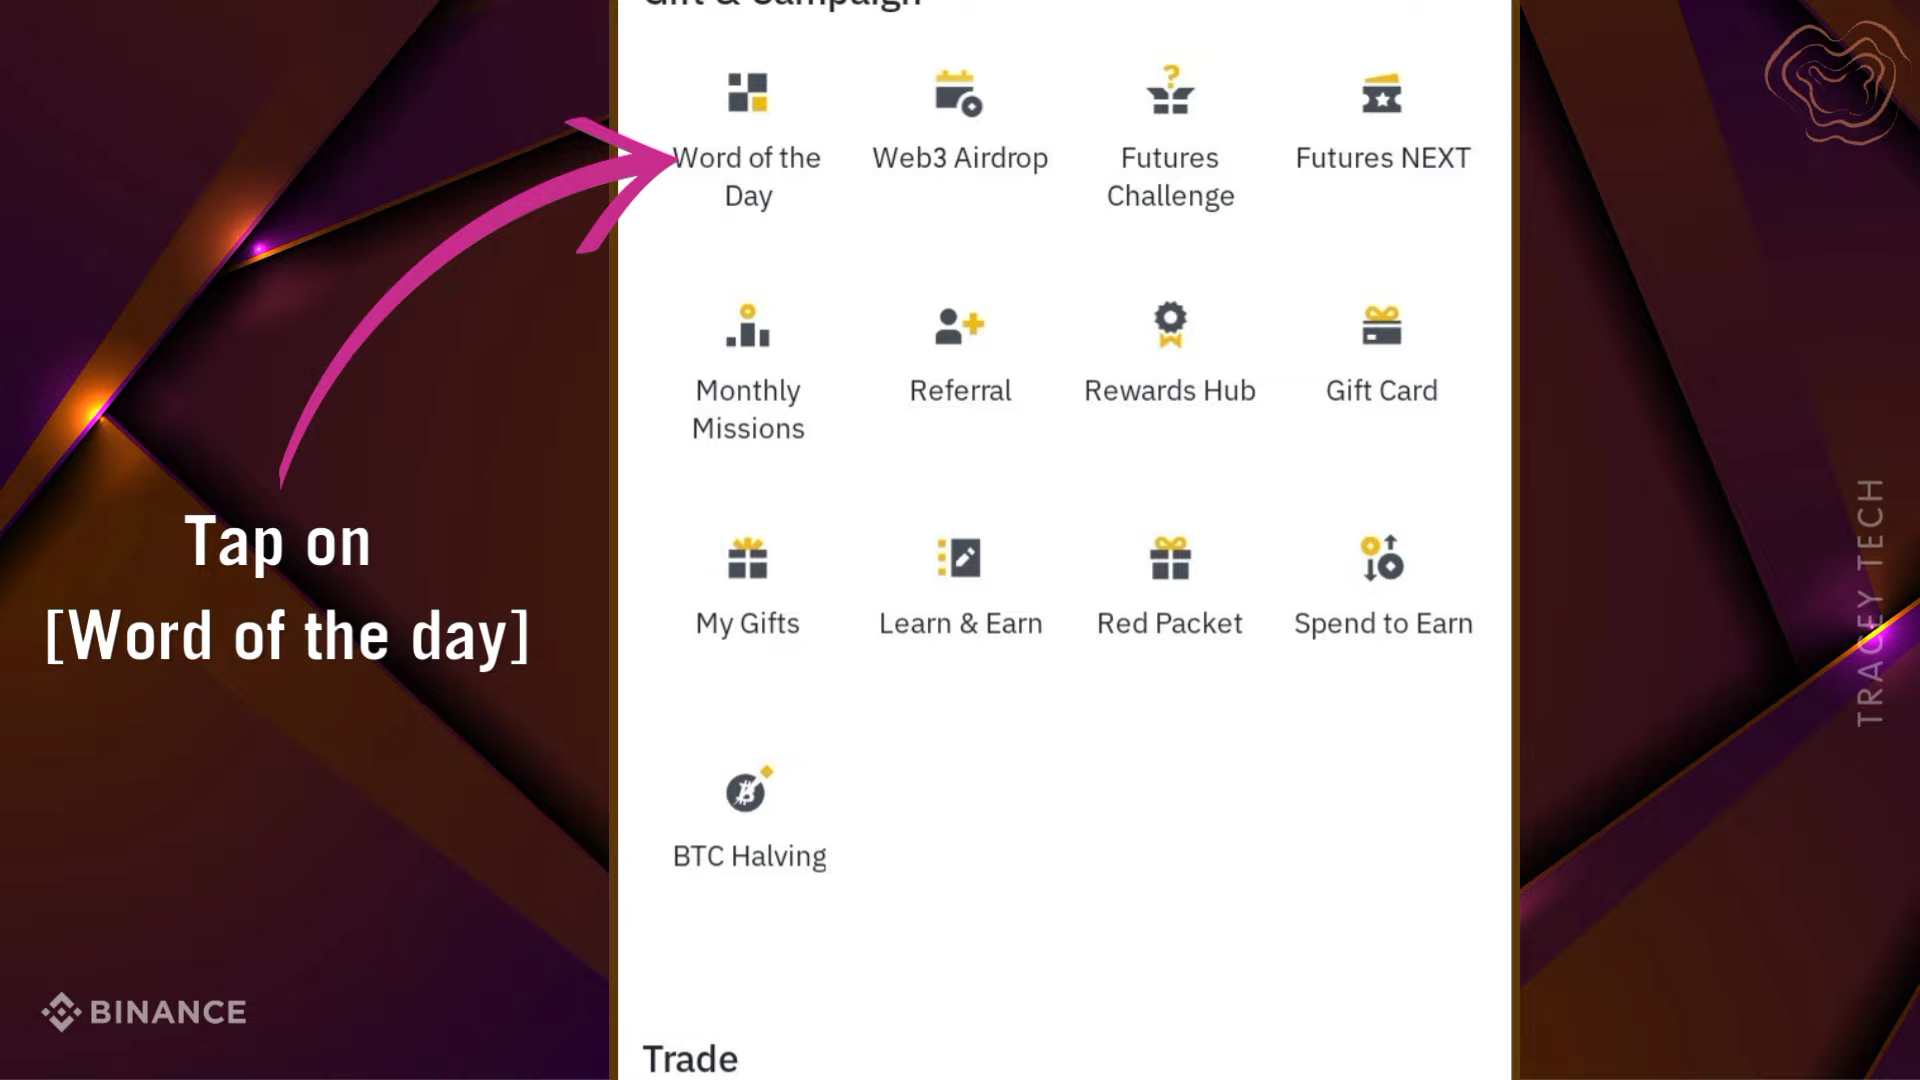 Gift & Campaign
Word of the
Day
Web3 Airdrop
Futures
Challenge
Futures NEXT
Monthly
Missions
Referral
Rewards Hub
Gift Card
My Gifts
Learn & Earn
Red Packet
Spend to Earn
BTC Halving
Trade
Tap on
[Word of the day]
BINANCE
TRACEY TECH